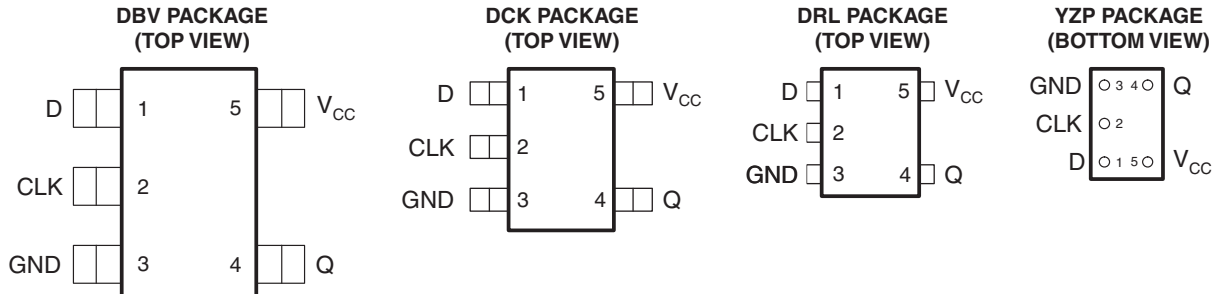 DBV PACKAGE
(TOP VIEW)
D 1 5 VCC
CLK 2
GND 3 4 Q
DCK PACKAGE
(TOP VIEW)
D 1 5 VCC
CLK 2
GND 3 4 Q
DRL PACKAGE
(TOP VIEW)
D 1 5 VCC
CLK 2
GND 3 4 Q
YZP PACKAGE
(BOTTOM VIEW)
GND 3 4 Q
CLK 2
D 1 5 VCC